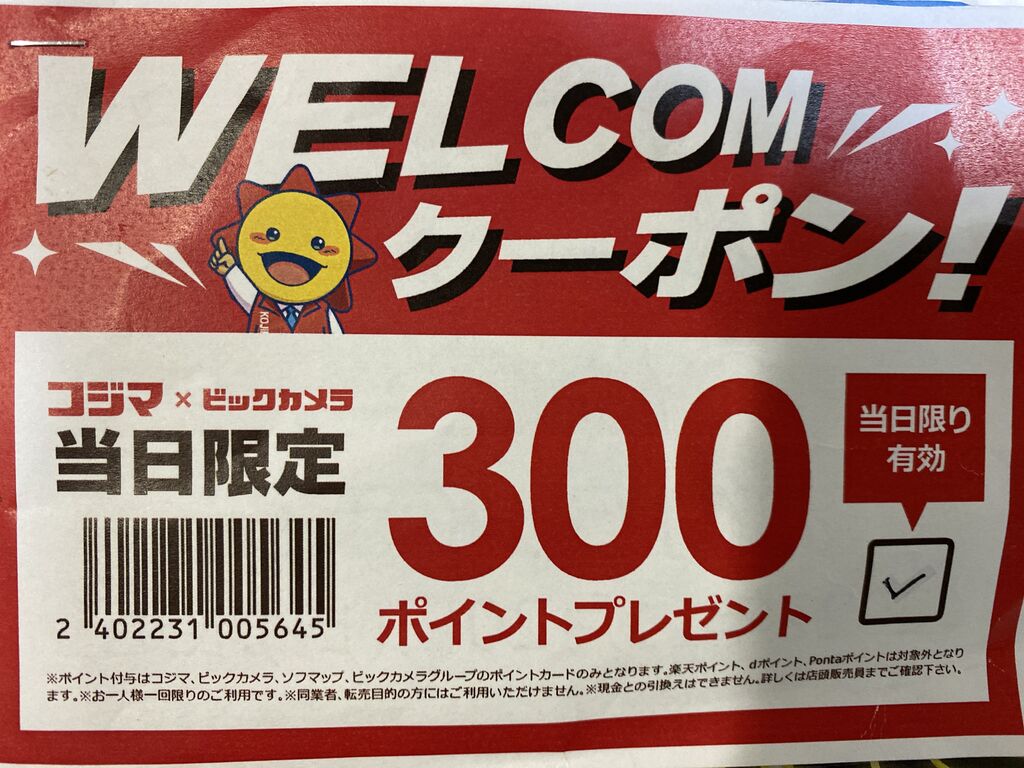 WELCOM
クーポン!
コジマ×ビックカメラ
当日限定
300
ポイントプレゼント
当日限り
有効
2 402231 005645
※ポイント付与はコジマ、ビックカメラ、ソフマップ、ビックカメラグループのポイントカードのみとなります。楽天ポイント、dポイント、Pontaポイントは対象外となり
ます。※お一人様一回限りのご利用です。※同業者、転売目的の方にはご利用いただけません。※現金との引換えはできません。詳しくは店頭販売員までご確認下さい。